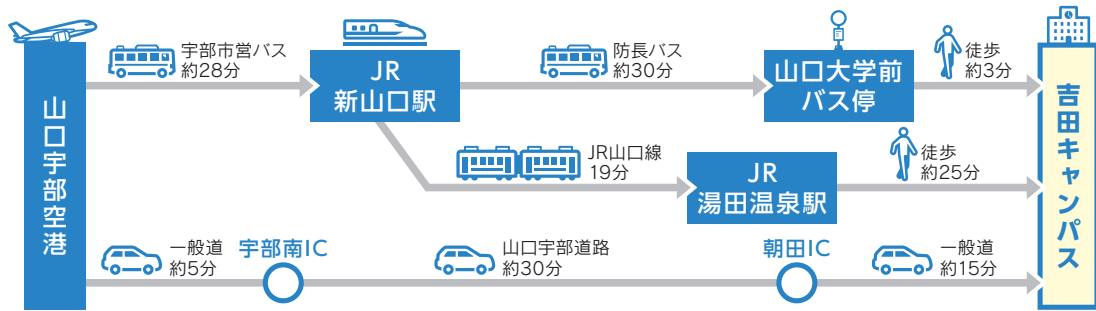 山口宇部空港
宇部市営バス
約28分
JR
新山口駅
防長バス
約30分
山口大学前
バス停
徒歩
約3分
吉田キャンパス
JR山口線
19分
JR
湯田温泉駅
徒歩
約25分
一般道
約5分
宇部南IC
山口宇部道路
約30分
朝田IC
一般道
約15分